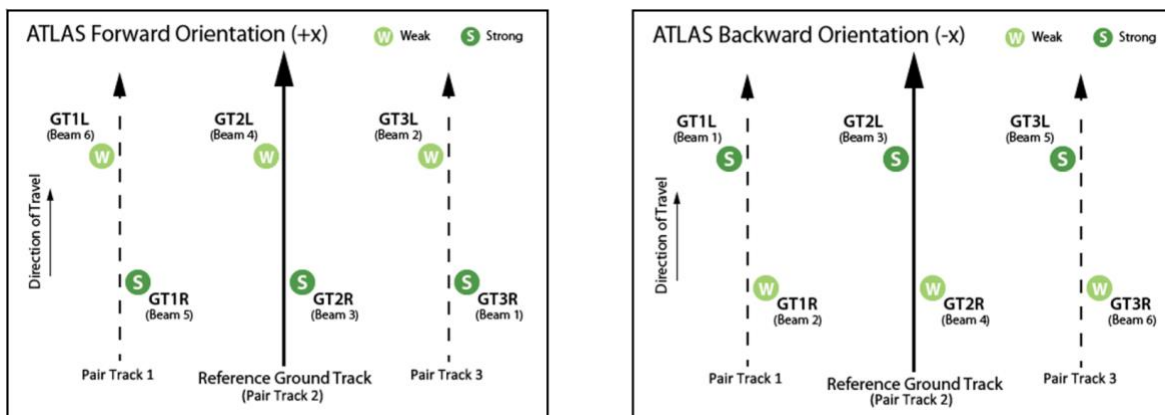 ATLAS Forward Orientation (+x)
W Weak
S Strong
GT1L
(Beam 6)
W
GT2L
(Beam 4)
W
GT3L
(Beam 2)
W
Direction of Travel
S
GT1R
(Beam 5)
S
GT2R
(Beam 3)
S
GT3R
(Beam 1)
Pair Track 1
Reference Ground Track
(Pair Track 2)
Pair Track 3
ATLAS Backward Orientation (-x)
W Weak
S Strong
GT1L
(Beam 1)
S
GT2L
(Beam 3)
S
GT3L
(Beam 5)
S
Direction of Travel
W
GT1R
(Beam 2)
W
GT2R
(Beam 4)
W
GT3R
(Beam 6)
Pair Track 1
Reference Ground Track
(Pair Track 2)
Pair Track 3